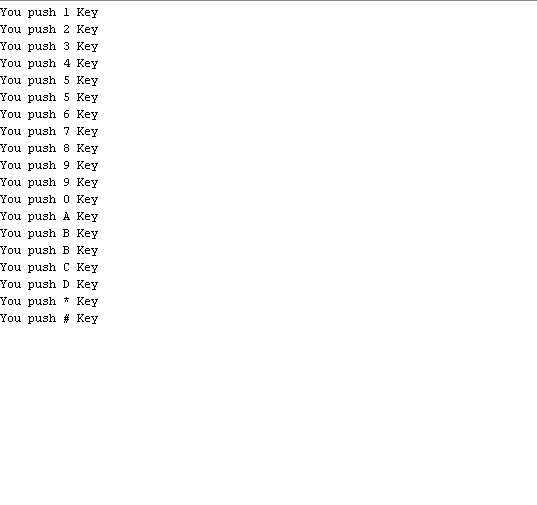 You push 1 Key
You push 2 Key
You push 3 Key
You push 4 Key
You push 5 Key
You push 5 Key
You push 6 Key
You push 7 Key
You push 8 Key
You push 9 Key
You push 9 Key
You push 0 Key
You push A Key
You push B Key
You push B Key
You push C Key
You push D Key
You push * Key
You push # Key